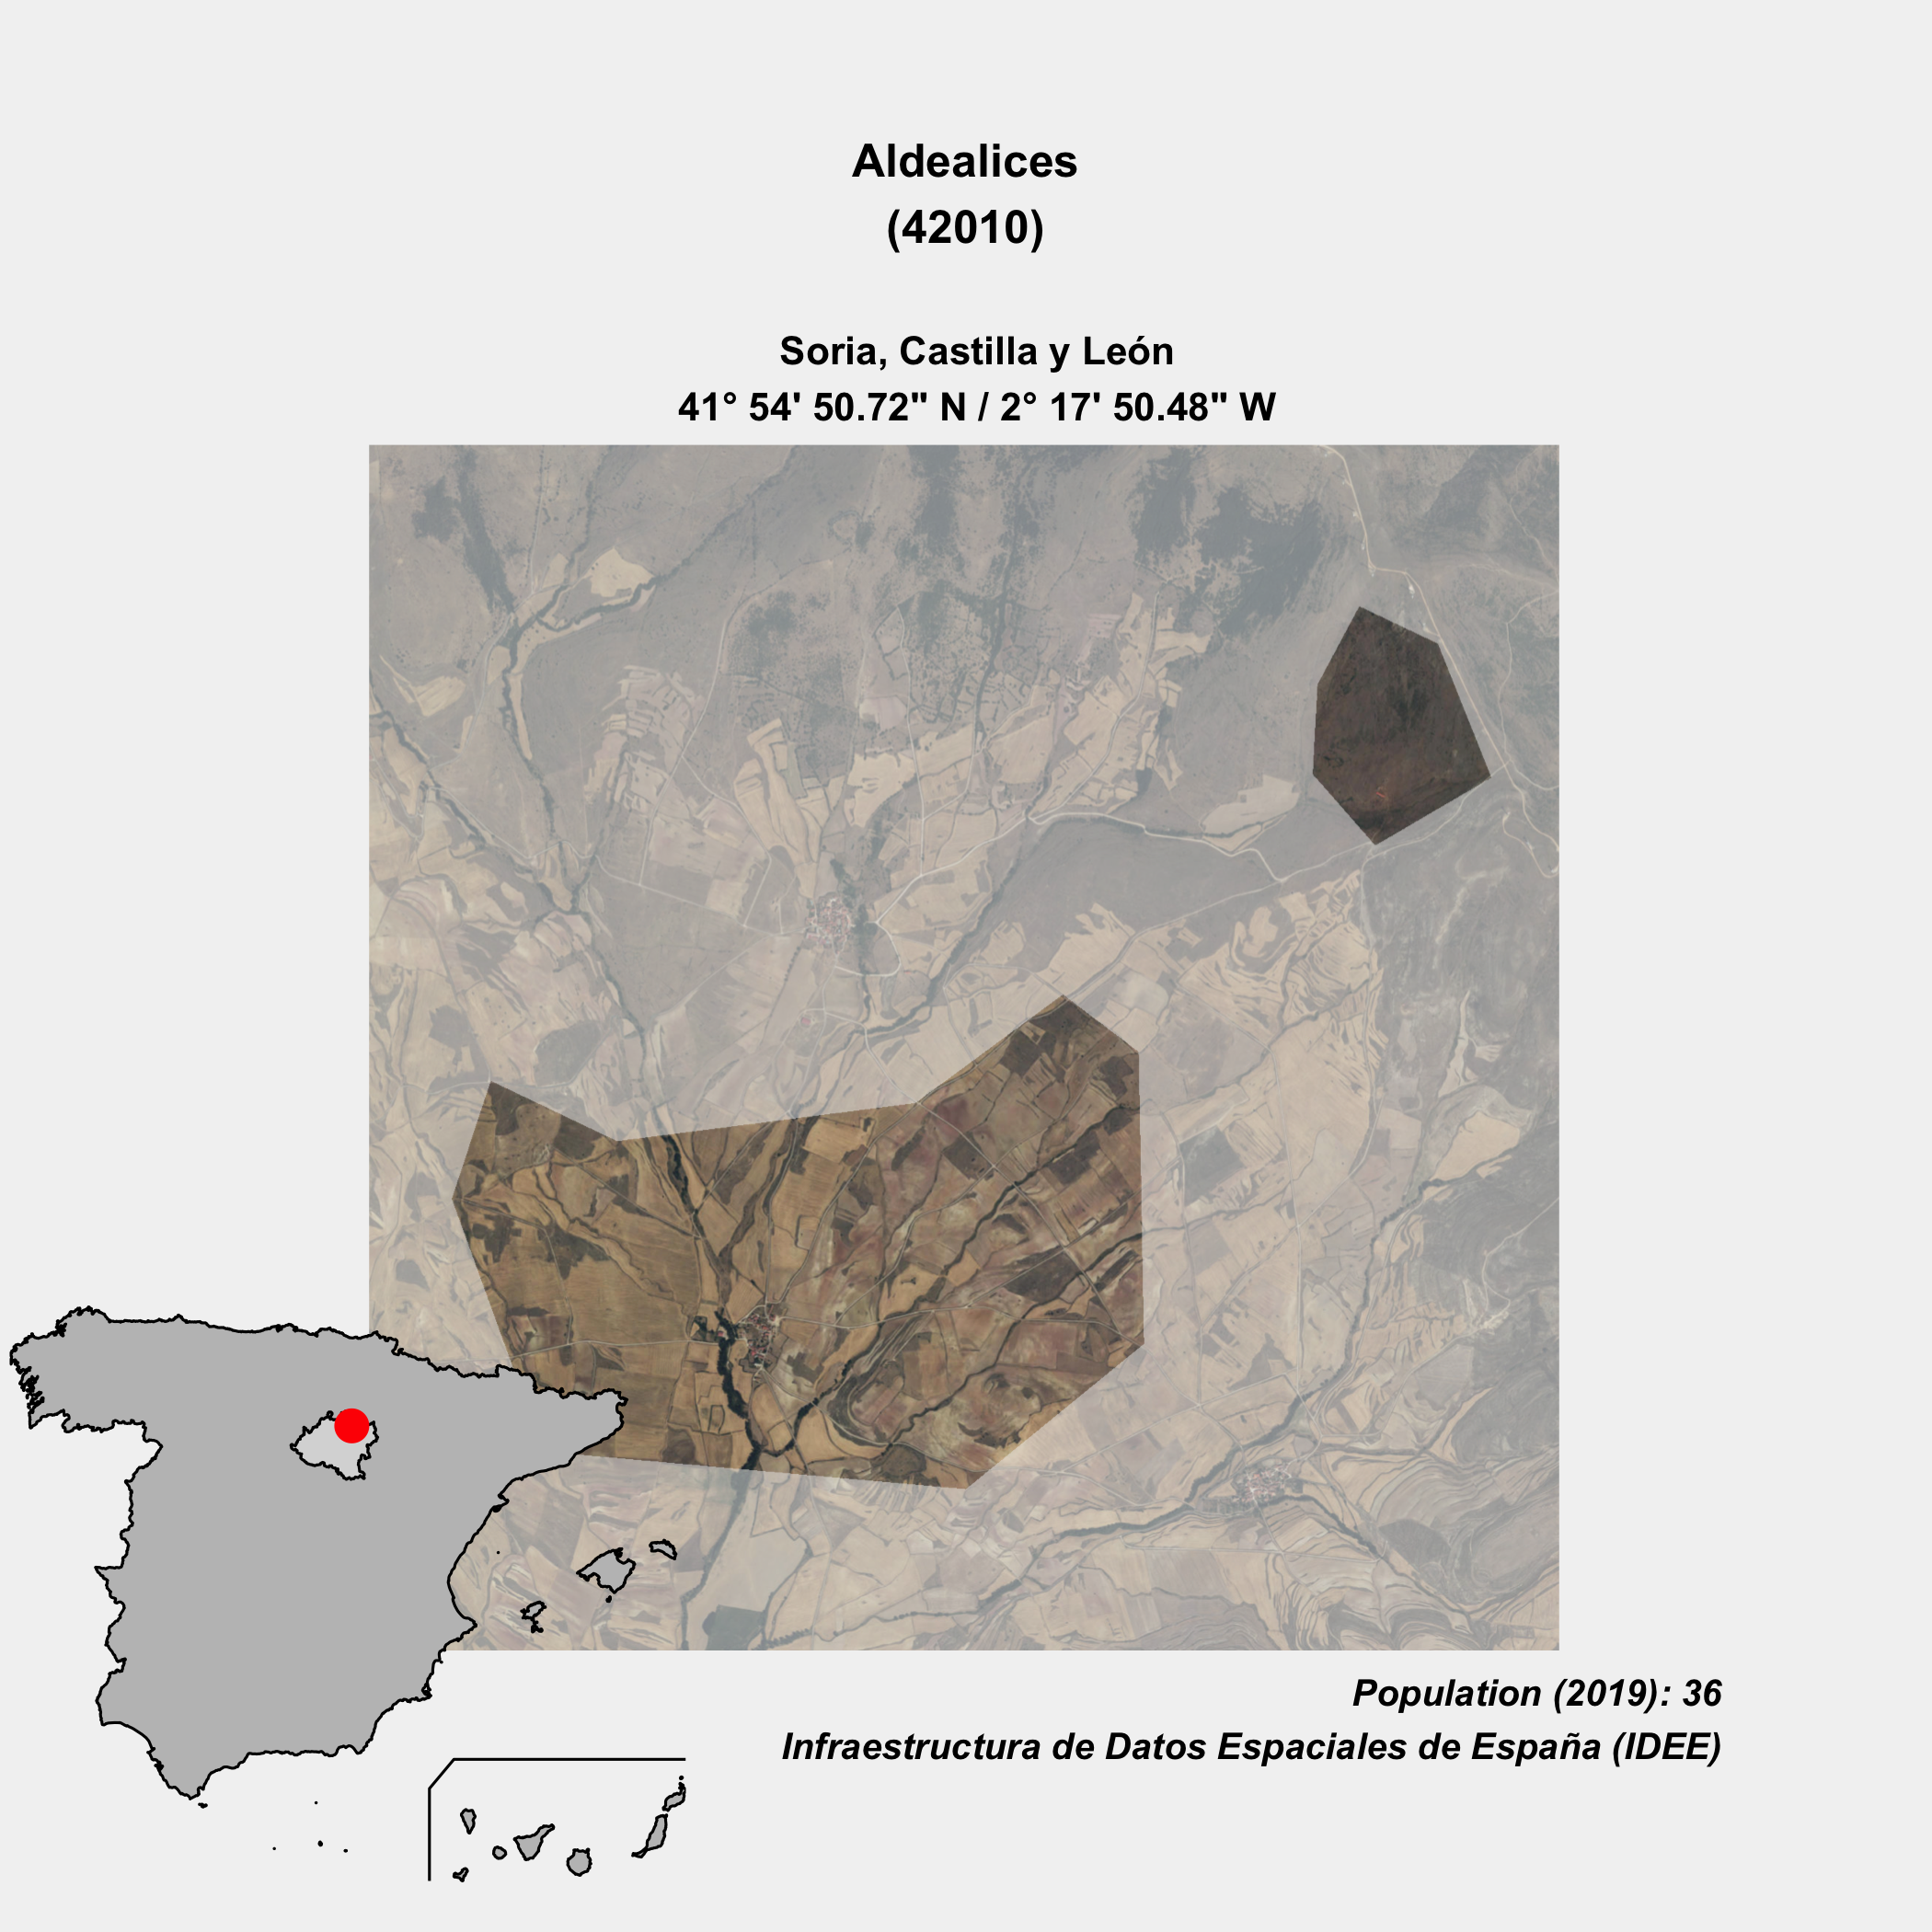 Aldealices
(42010)
Soria, Castilla y León
41° 54' 50.72" N / 2° 17' 50.48" W
Population (2019): 36
Infraestructura de Datos Espaciales de España (IDEE)